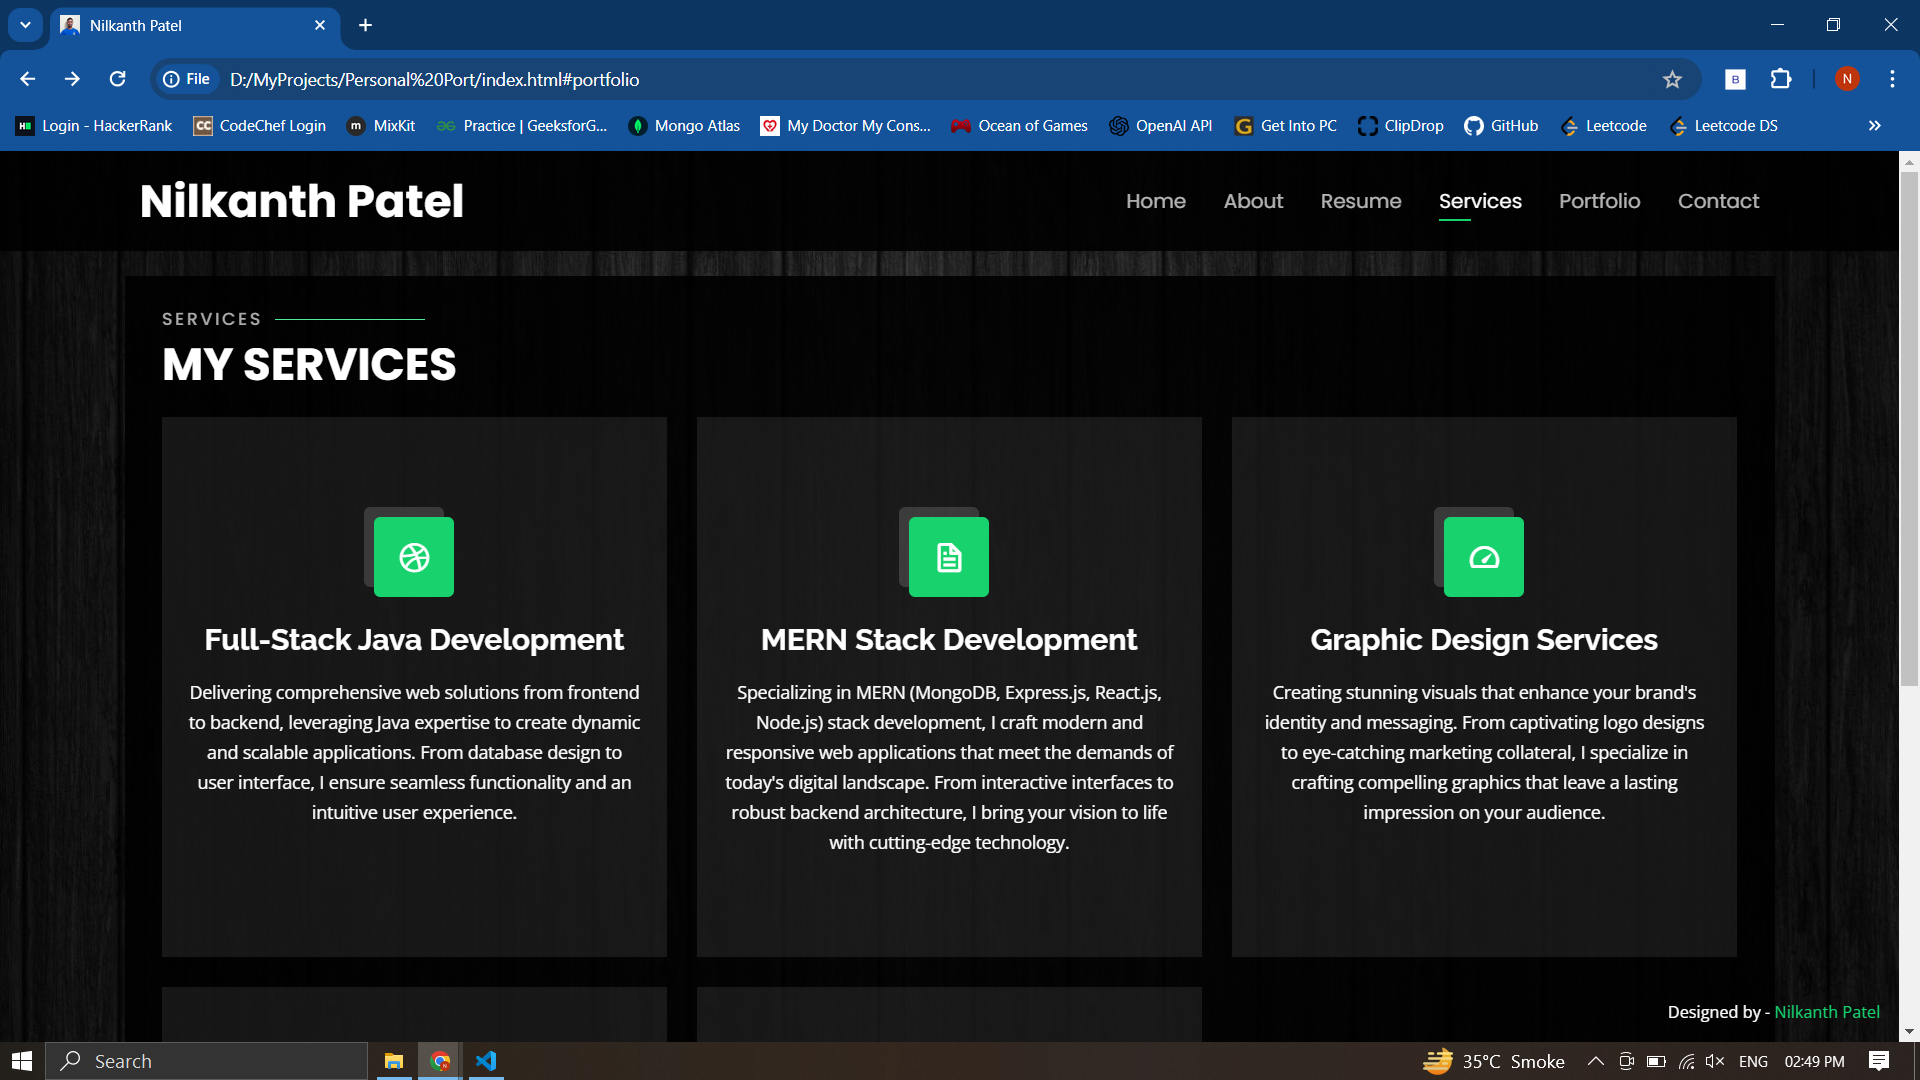 Nilkanth Patel
File
D:/MyProjects/Personal%20Port/index.html#portfolio
B
N
Login - HackerRank
CodeChef Login
MixKit
Practice | GeeksforG...
Mongo Atlas
My Doctor My Cons...
Ocean of Games
OpenAI API
Get Into PC
ClipDrop
GitHub
Leetcode
Leetcode DS
Nilkanth Patel
Home
About
Resume
Services
Portfolio
Contact
SERVICES
MY SERVICES
Full-Stack Java Development
Delivering comprehensive web solutions from frontend
to backend, leveraging Java expertise to create dynamic
and scalable applications. From database design to
user interface, I ensure seamless functionality and an
intuitive user experience.
MERN Stack Development
Specializing in MERN (MongoDB, Express.js, React.js,
Node.js) stack development, I craft modern and
responsive web applications that meet the demands of
today's digital landscape. From interactive interfaces to
robust backend architecture, I bring your vision to life
with cutting-edge technology.
Graphic Design Services
Creating stunning visuals that enhance your brand's
identity and messaging. From captivating logo designs
to eye-catching marketing collateral, I specialize in
crafting compelling graphics that leave a lasting
impression on your audience.
Designed by - Nilkanth Patel
Search
35°C Smoke
ENG
02:49 PM